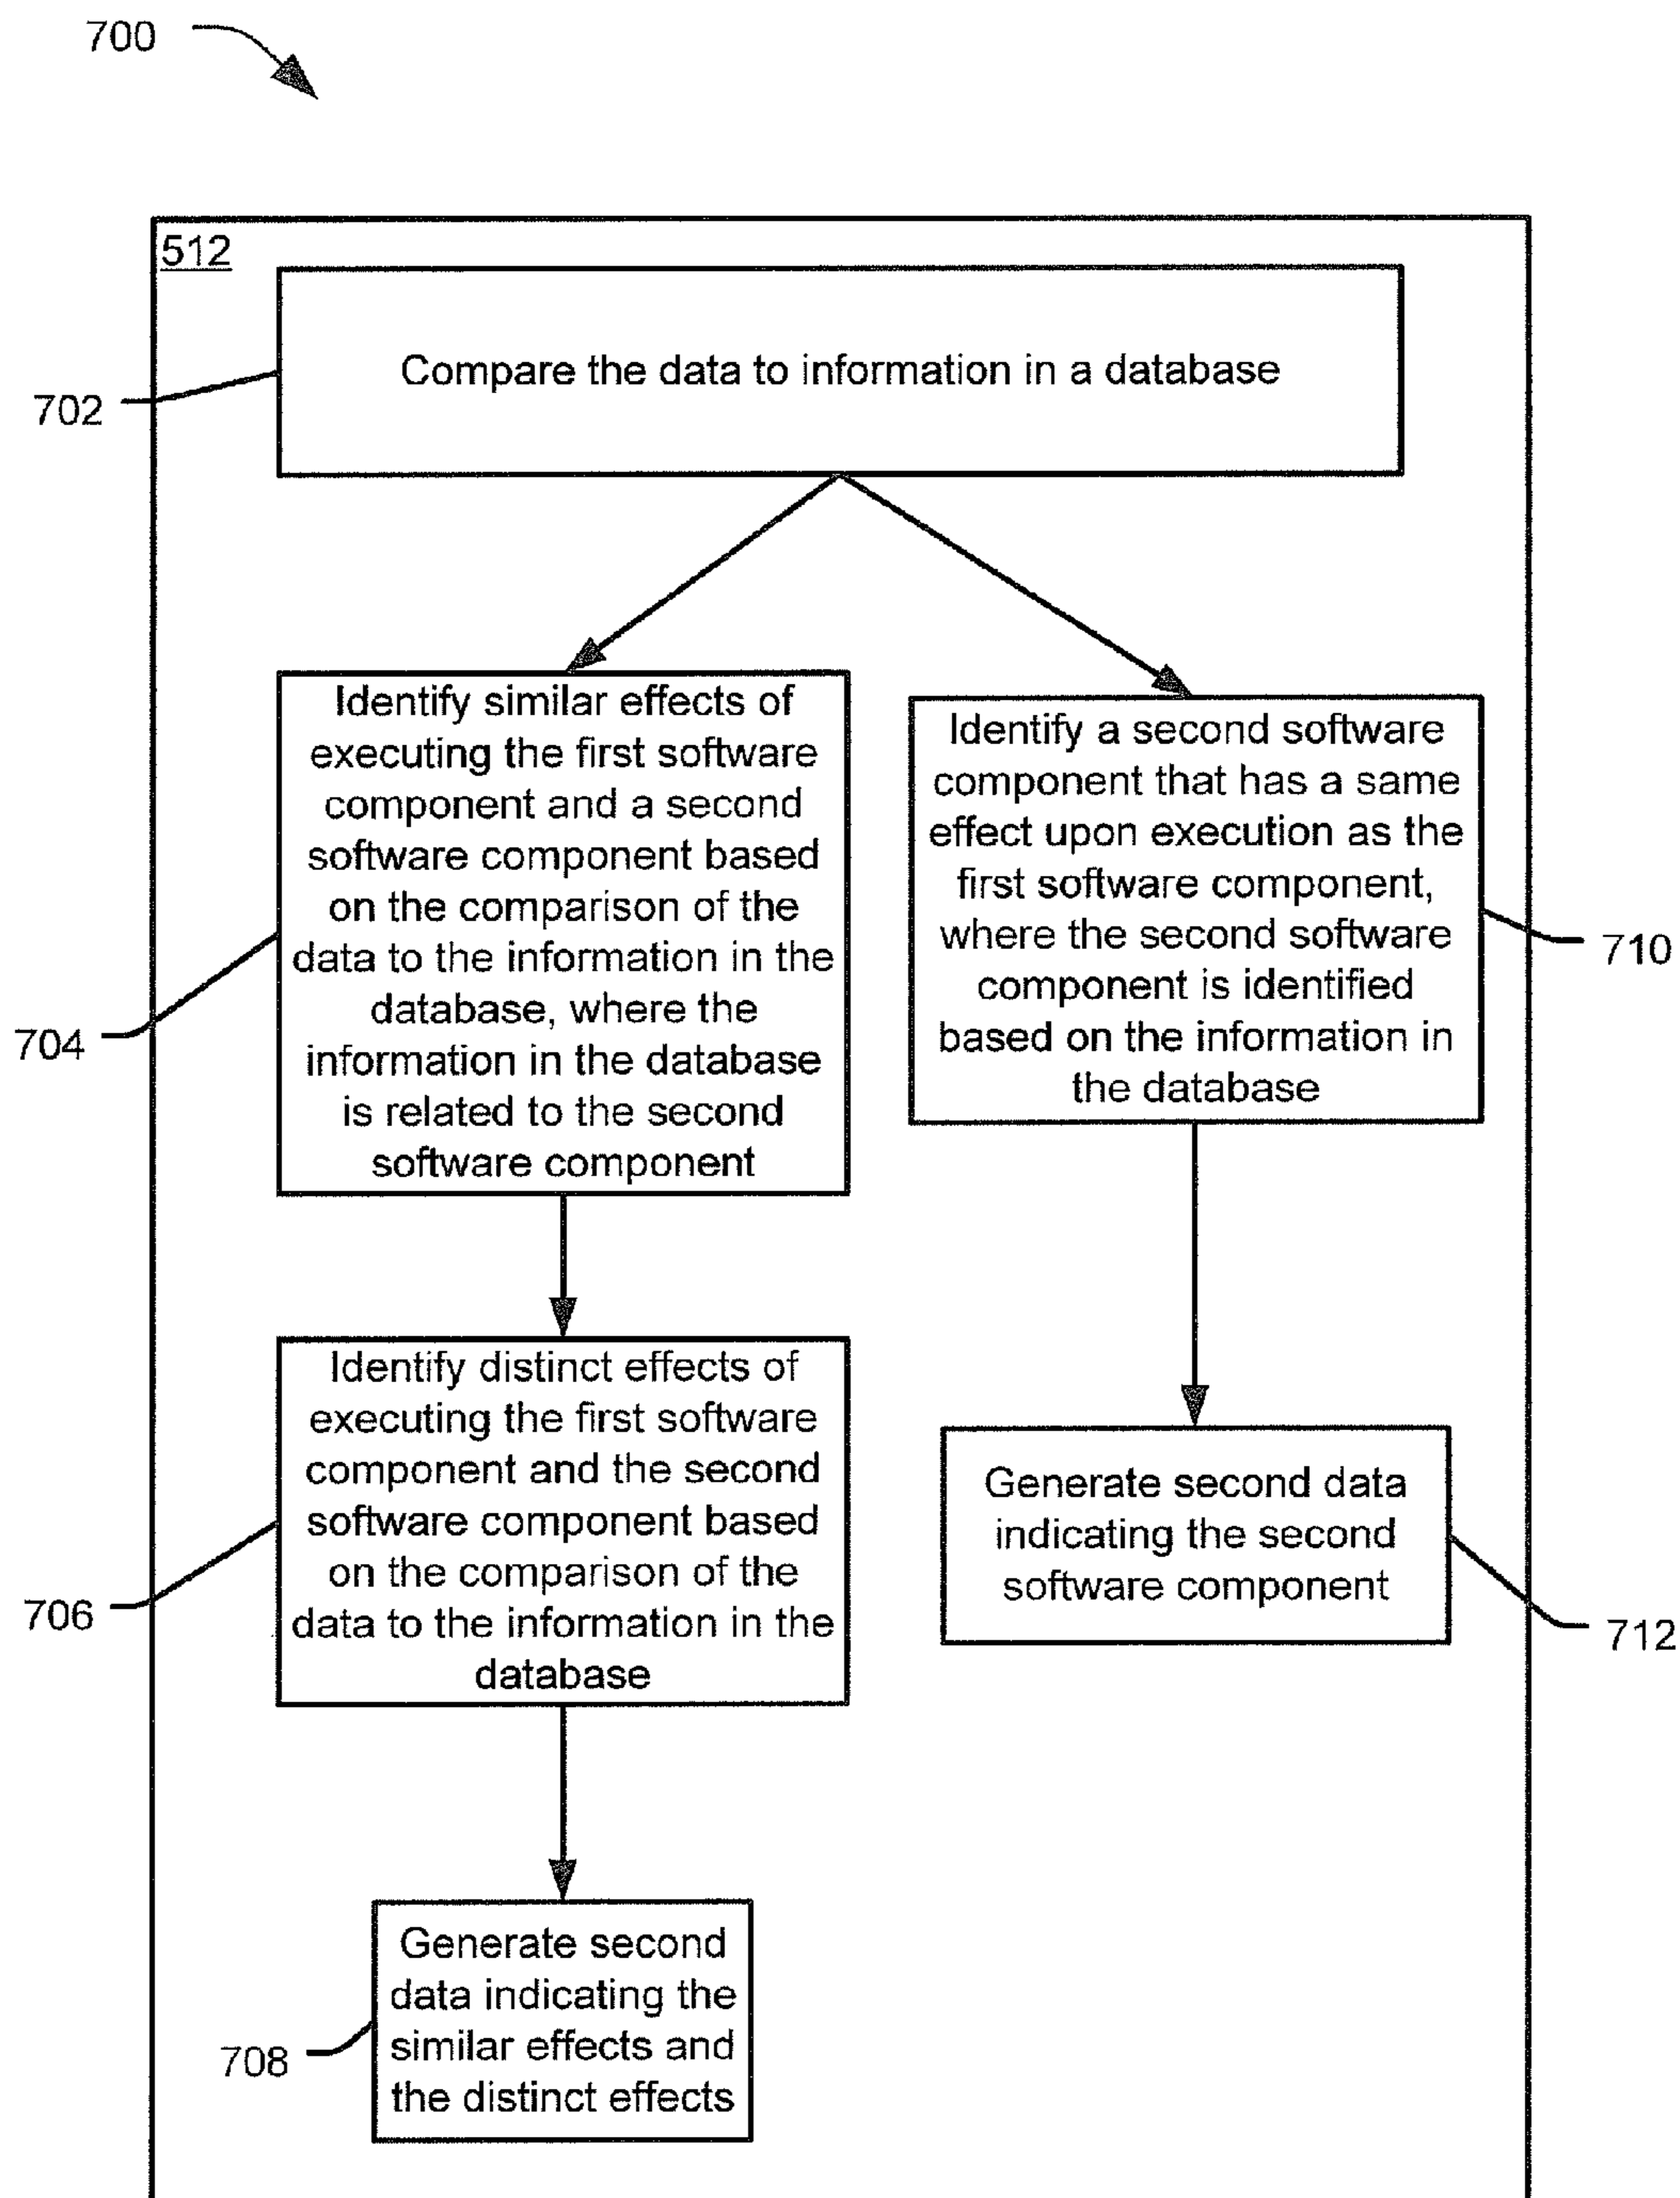 700
512
Compare the data to information in a database
702
Identify similar effects of
executing the first software
component and a second
software component based
on the comparison of the
data to the information in the
database, where the
information in the database
is related to the second
software component
704
Identify a second software
component that has a same
effect upon execution as the
first software component,
where the second software
component is identified
based on the information in
the database
710
Identify distinct effects of
executing the first software
component and the second
software component based
on the comparison of the
data to the information in the
database
706
Generate second data
indicating the second
software component
712
Generate second
data indicating the
similar effects and
the distinct effects
708